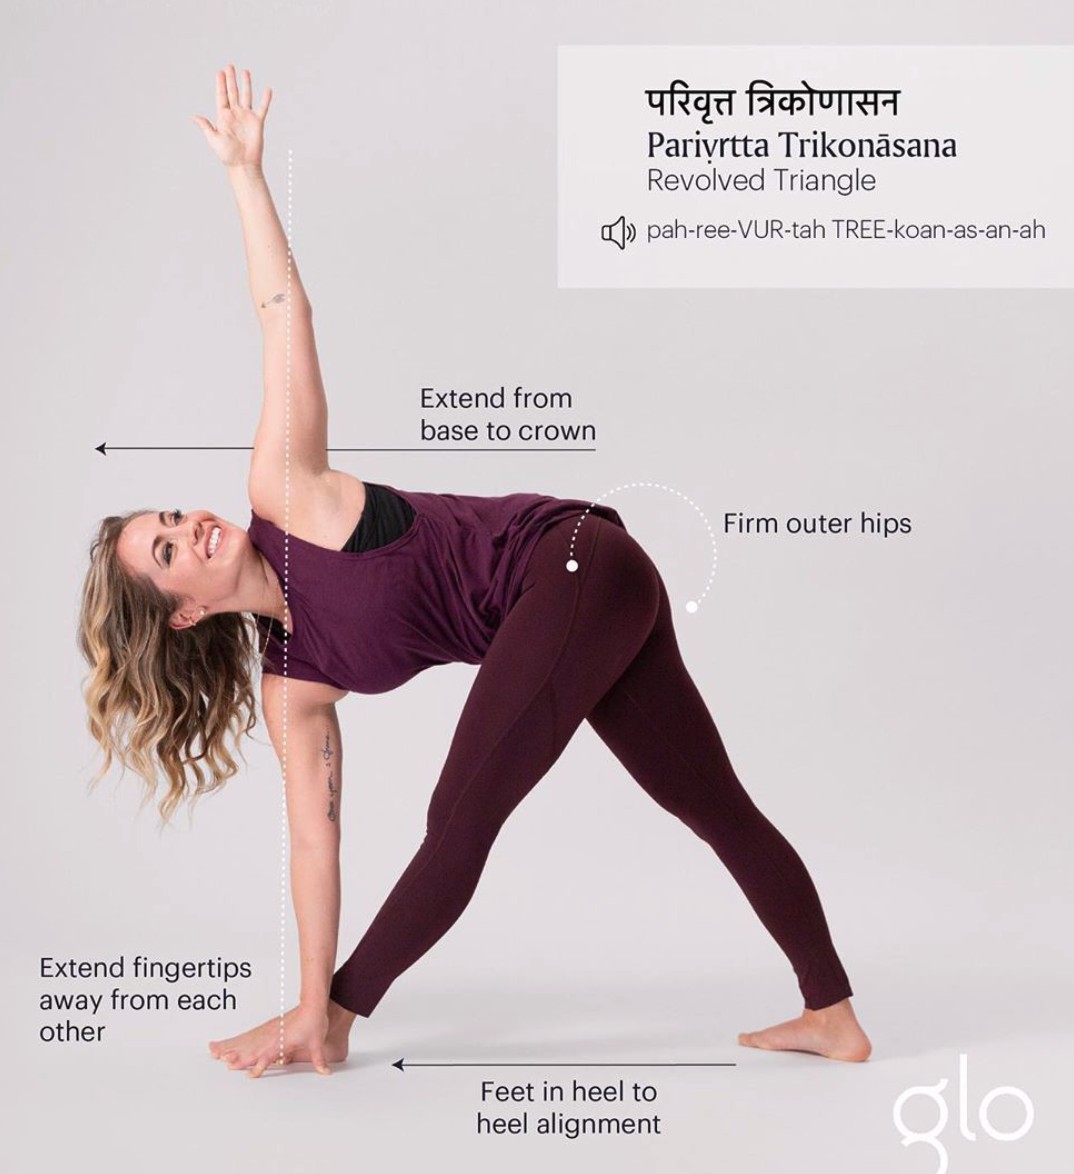 परिवृत्त त्रिकोणासन
Pariṿrtta Trikonāsana
Revolved Triangle
pah-ree-VUR-tah TREE-koan-as-an-ah
Extend from
base to crown
Firm outer hips
Extend fingertips
away from each
other
Feet in heel to
heel alignment
glo